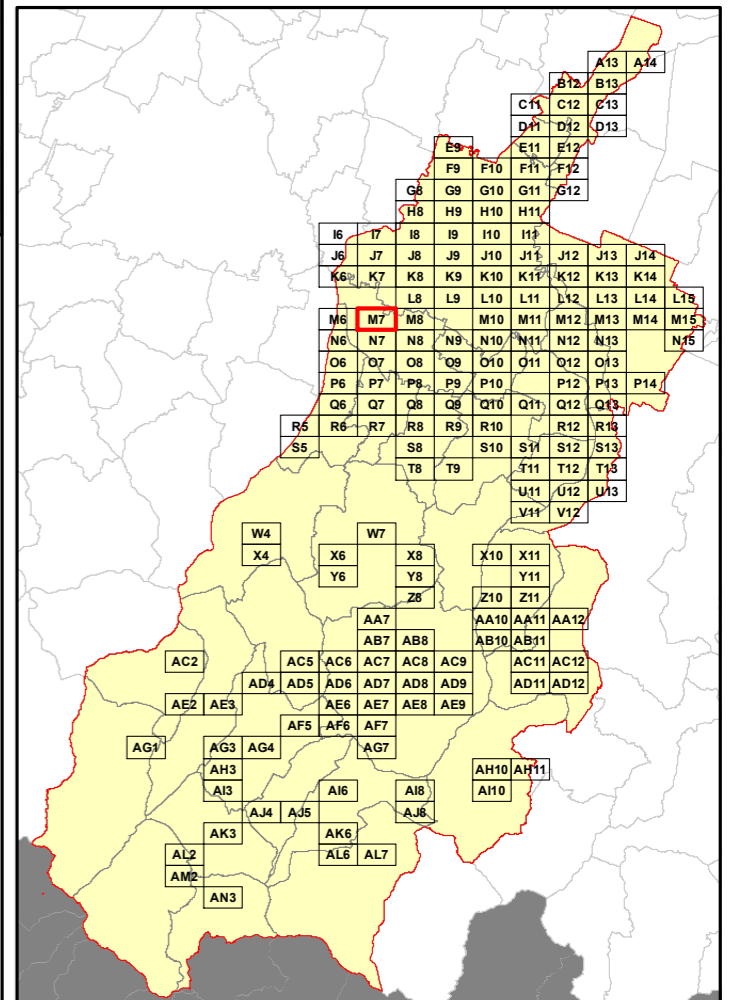 A13 A14
B12 B13
C11 C12 C13
D11 D12 D13
E9 E11 E12
F9 F10 F11 F12
G8 G9 G10 G11 G12
H8 H9 H10 H11
I6 I7 I8 I9 I10 I11
J6 J7 J8 J9 J10 J11 J12 J13 J14
K6 K7 K8 K9 K10 K11 K12 K13 K14
L8 L9 L10 L11 L12 L13 L14 L15
M6 M7 M8 M10 M11 M12 M13 M14 M15
N6 N7 N8 N9 N10 N11 N12 N13 N15
O6 O7 O8 O9 O10 O11 O12 O13
P6 P7 P8 P9 P10 P12 P13 P14
Q6 Q7 Q8 Q9 Q10 Q11 Q12 Q13
R5 R6 R7 R8 R9 R10 R12 R13
S5 S8 S10 S11 S12 S13
T8 T9 T11 T12 T13
U11 U12 U13
V11 V12
W4 W7
X4 X6 X8 X10 X11
Y6 Y8 Y11
Z8 Z10 Z11
AA7 AA10 AA11 AA12
AB7 AB8 AB10 AB11
AC2 AC5 AC6 AC7 AC8 AC9 AC11 AC12
AD4 AD5 AD6 AD7 AD8 AD9 AD11 AD12
AE2 AE3 AE6 AE7 AE8 AE9
AF5 AF6 AF7
AG1 AG3 AG4 AG7
AH3 AH10 AH11
AI3 AI6 AI8 AI10
AJ4 AJ5 AJ8
AK3 AK6
AL2 AL6 AL7
AM2
AN3